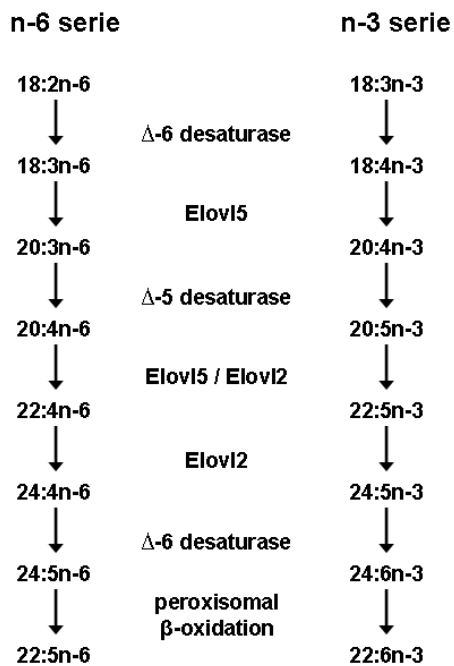 n-6 serie n-3 serie
18:2n-6 18:3n-3
Δ-6 desaturase
18:3n-6 18:4n-3
Elovl5
20:3n-6 20:4n-3
Δ-5 desaturase
20:4n-6 20:5n-3
Elovl5 / Elovl2
22:4n-6 22:5n-3
Elovl2
24:4n-6 24:5n-3
Δ-6 desaturase
24:5n-6 24:6n-3
peroxisomal
β-oxidation
22:5n-6 22:6n-3